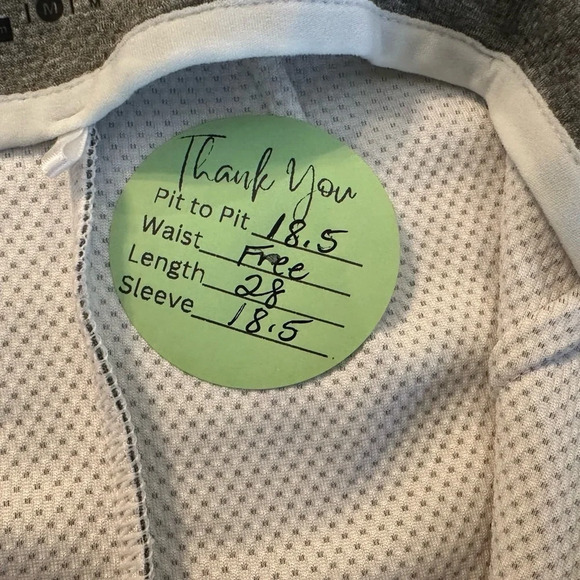 M
Thank You
Pit to Pit 18.5
Waist Free
Length 28
Sleeve 18.5